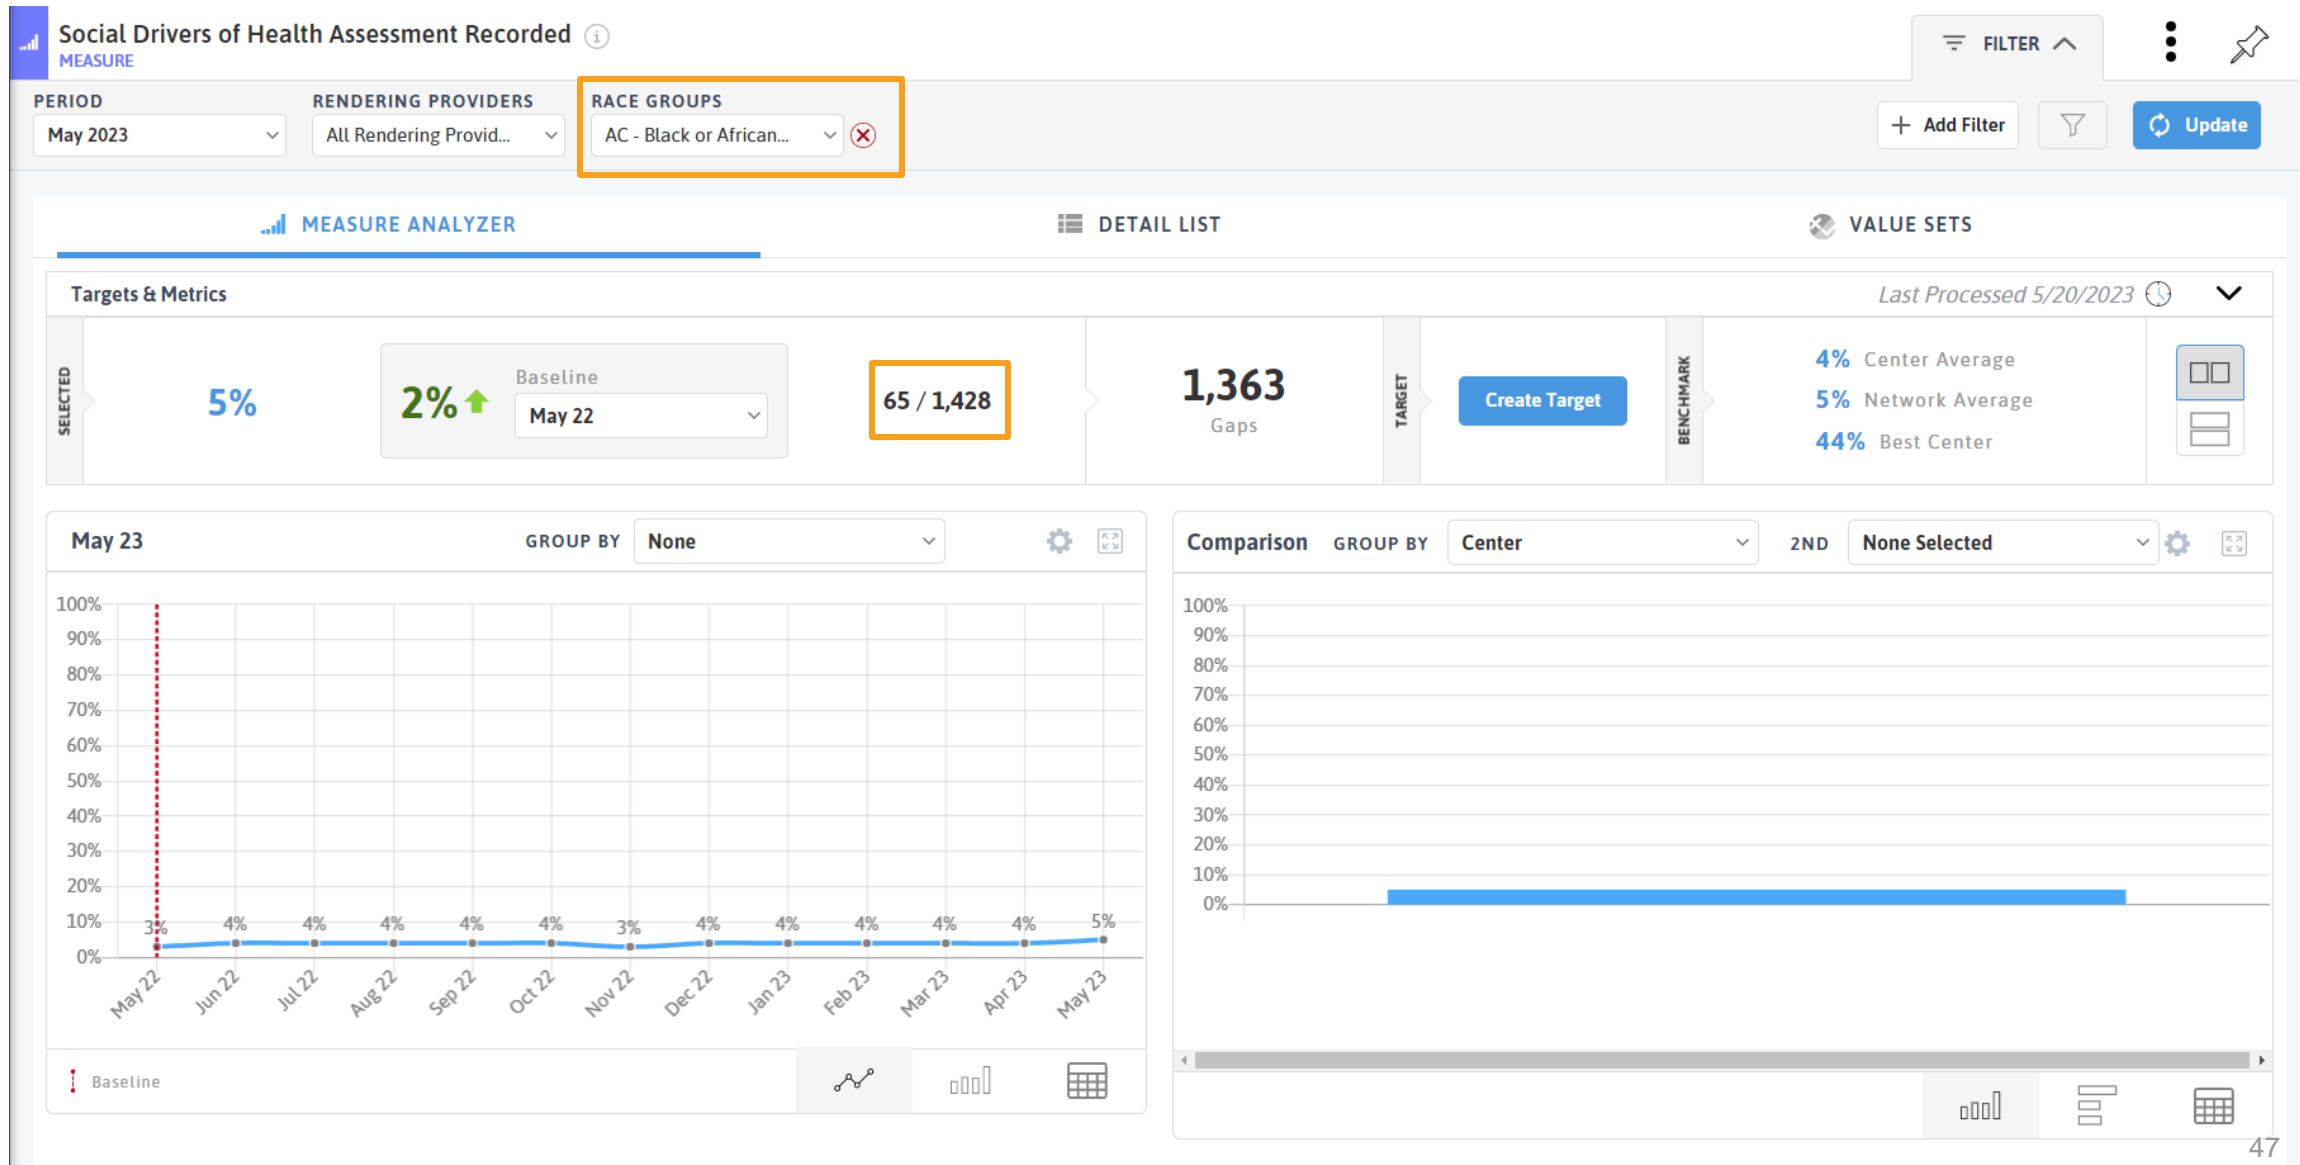 Social Drivers of Health Assessment Recorded
MEASURE
FILTER
PERIOD
RENDERING PROVIDERS
RACE GROUPS
May 2023
All Rendering Provid...
AC - Black or African...
Add Filter
Update
MEASURE ANALYZER
DETAIL LIST
VALUE SETS
Targets & Metrics
Last Processed 5/20/2023
SELECTED
5%
2%
Baseline
May 22
65 / 1,428
1,363
Gaps
TARGET
Create Target
BENCHMARK
4% Center Average
5% Network Average
44% Best Center
May 23
GROUP BY
None
100%
90%
80%
70%
60%
50%
40%
30%
20%
10%
0%
3%
4%
4%
4%
4%
4%
3%
4%
4%
4%
4%
4%
5%
May 22
Jun 22
Jul 22
Aug 22
Sep 22
Oct 22
Nov 22
Dec 22
Jan 23
Feb 23
Mar 23
Apr 23
May 23
Baseline
Comparison
GROUP BY
Center
2ND
None Selected
100%
90%
80%
70%
60%
50%
40%
30%
20%
10%
0%
47